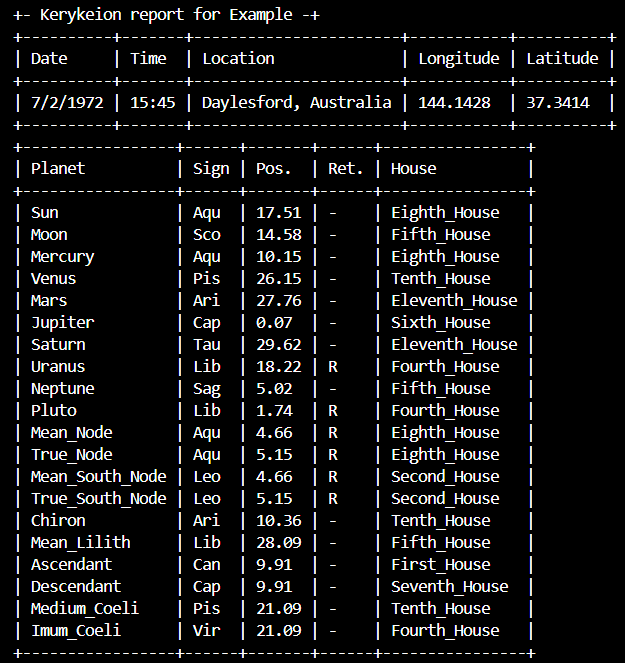 +- Kerykeion report for Example -+
+----------+-------+-----------------------+-----------+----------+
| Date     | Time  | Location              | Longitude | Latitude |
+----------+-------+-----------------------+-----------+----------+
| 7/2/1972 | 15:45 | Daylesford, Australia | 144.1428  | 37.3414  |
+----------+-------+-----------------------+-----------+----------+
+-----------------+------+-------+------+----------------+
| Planet          | Sign | Pos.  | Ret. | House          |
+-----------------+------+-------+------+----------------+
| Sun             | Aqu  | 17.51 | -    | Eighth_House   |
| Moon            | Sco  | 14.58 | -    | Fifth_House    |
| Mercury         | Aqu  | 10.15 | -    | Eighth_House   |
| Venus           | Pis  | 26.15 | -    | Tenth_House    |
| Mars            | Ari  | 27.76 | -    | Eleventh_House |
| Jupiter         | Cap  | 0.07  | -    | Sixth_House    |
| Saturn          | Tau  | 29.62 | -    | Eleventh_House |
| Uranus          | Lib  | 18.22 | R    | Fourth_House   |
| Neptune         | Sag  | 5.02  | -    | Fifth_House    |
| Pluto           | Lib  | 1.74  | R    | Fourth_House   |
| Mean_Node       | Aqu  | 4.66  | R    | Eighth_House   |
| True_Node       | Aqu  | 5.15  | R    | Eighth_House   |
| Mean_South_Node | Leo  | 4.66  | R    | Second_House   |
| True_South_Node | Leo  | 5.15  | R    | Second_House   |
| Chiron          | Ari  | 10.36 | -    | Tenth_House    |
| Mean_Lilith     | Lib  | 28.09 | -    | Fifth_House    |
| Ascendant       | Can  | 9.91  | -    | First_House    |
| Descendant      | Cap  | 9.91  | -    | Seventh_House  |
| Medium_Coeli    | Pis  | 21.09 | -    | Tenth_House    |
| Imum_Coeli      | Vir  | 21.09 | -    | Fourth_House   |
+-----------------+------+-------+------+----------------+